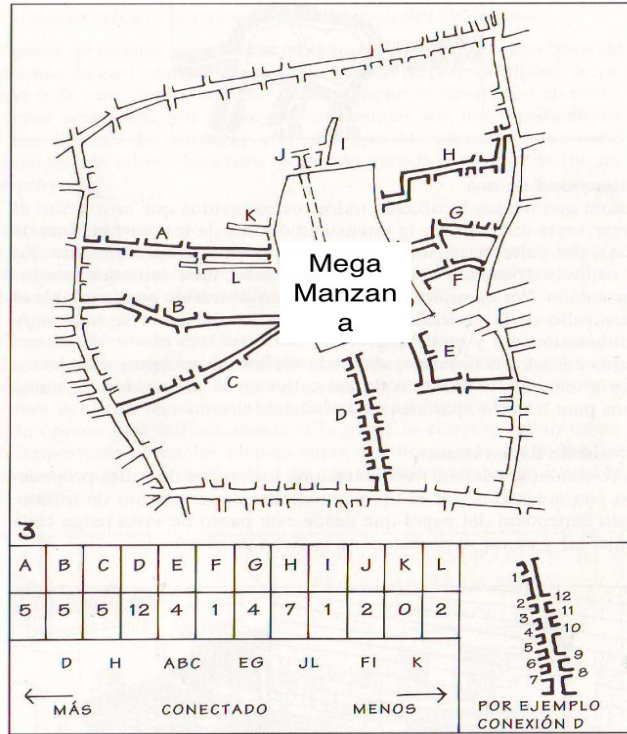 J
I
H
K
A
G
Mega
Manzan
a
L
F
B
C
E
D
3
A B C D E F G H I J K L
5 5 5 12 4 1 4 7 1 2 0 2
D H ABC EG JL FI K
MÁS CONECTADO MENOS
1
2
3
4
5
6
7
12
11
10
9
8
POR EJEMPLO
CONEXIÓN D